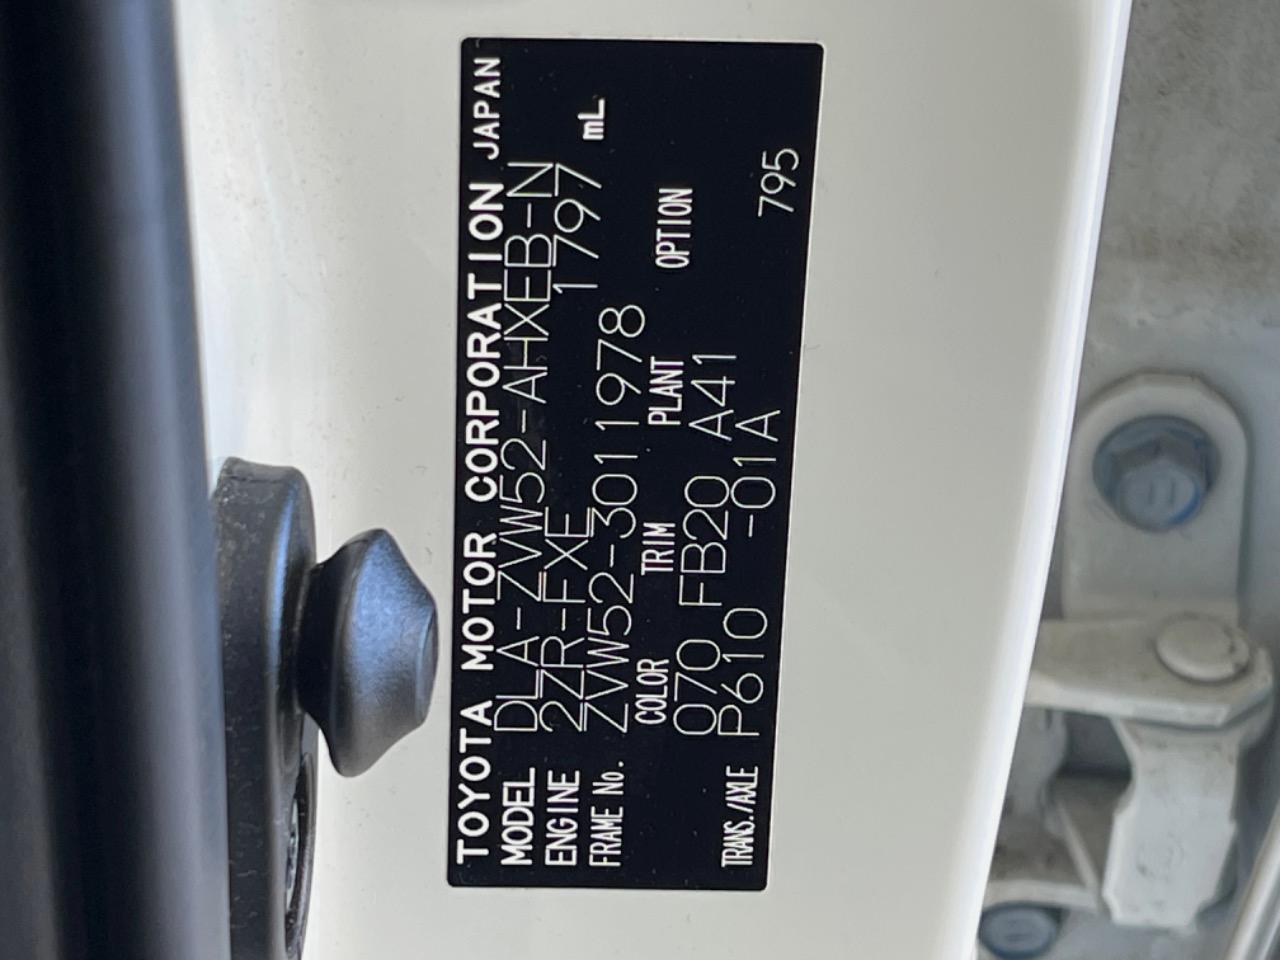 TOYOTA MOTOR CORPORATION JAPAN
MODEL DLA-ZVW52-AHXEB-N
ENGINE 2ZR-FXE 1797 mL
FRAME No. ZVW52-3011978
COLOR TRIM PLANT OPTION
070 FB20 A41
TRANS./AXLE P610 -01A 795